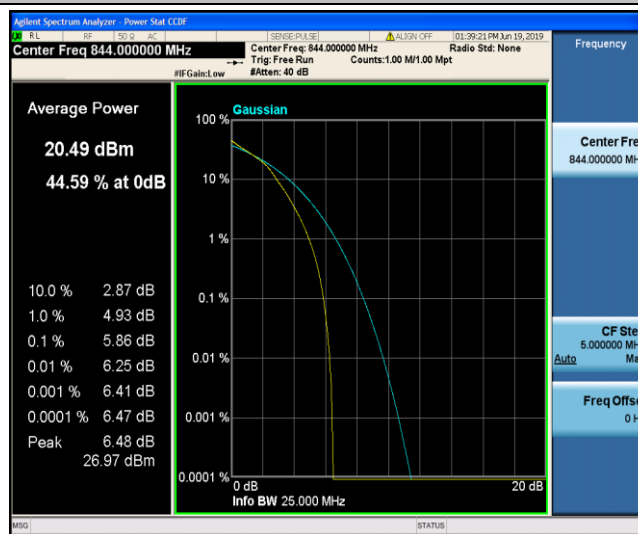 Agilent Spectrum Analyzer - Power Stat CCDF
RL RF 50 Ω AC SENSE:PULSE ALIGN OFF 01:39:21 PM Jun 19, 2019
Center Freq 844.000000 MHz
Center Freq: 844.000000 MHz Radio Std: None
Trig: Free Run Counts:1.00 M/1.00 Mpt
#IFGain:Low #Atten: 40 dB
Frequency
Average Power
20.49 dBm
44.59 % at 0dB
10.0 % 2.87 dB
1.0 % 4.93 dB
0.1 % 5.86 dB
0.01 % 6.25 dB
0.001 % 6.41 dB
0.0001 % 6.47 dB
Peak 6.48 dB
26.97 dBm
Gaussian
100 %
10 %
1 %
0.1 %
0.01 %
0.001 %
0.0001 %
0 dB 20 dB
Info BW 25.000 MHz
Center Fre
844.000000 MH
CF Ste
5.000000 MH
Auto Ma
Freq Offse
0 H
MSG STATUS